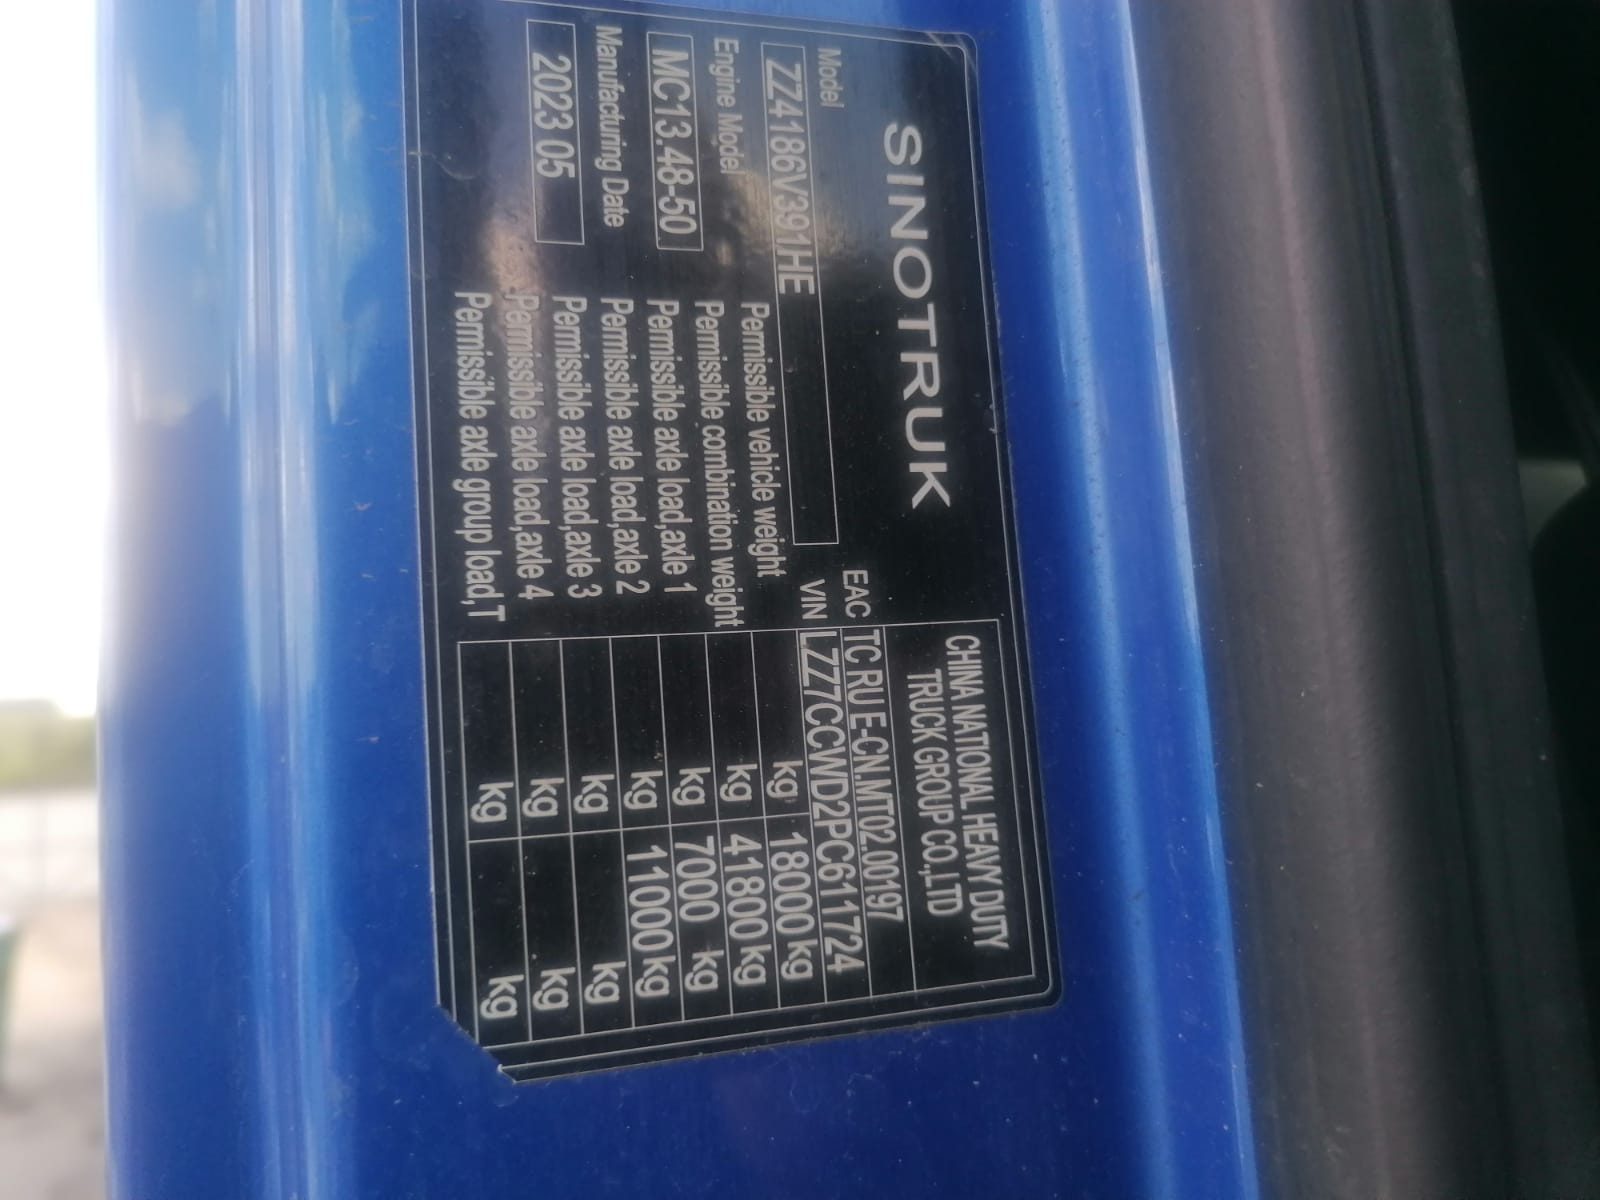 SINOTRUK
CHINA NATIONAL HEAVY DUTY
TRUCK GROUP CO.,LTD
EAC TC RU E-CN.MT02.00197
Model
VIN LZZ7CCWD2PC611724
ZZ4186V391HE
Permissible vehicle weight kg 18000 kg
Engine Model
Permissible combination weight kg 41800 kg
MC13.48-50
Permissible axle load,axle 1 kg 7000 kg
Manufacturing Date
Permissible axle load,axle 2 kg 11000 kg
2023 05
Permissible axle load,axle 3 kg kg
Permissible axle load,axle 4 kg kg
Permissible axle group load,T kg kg